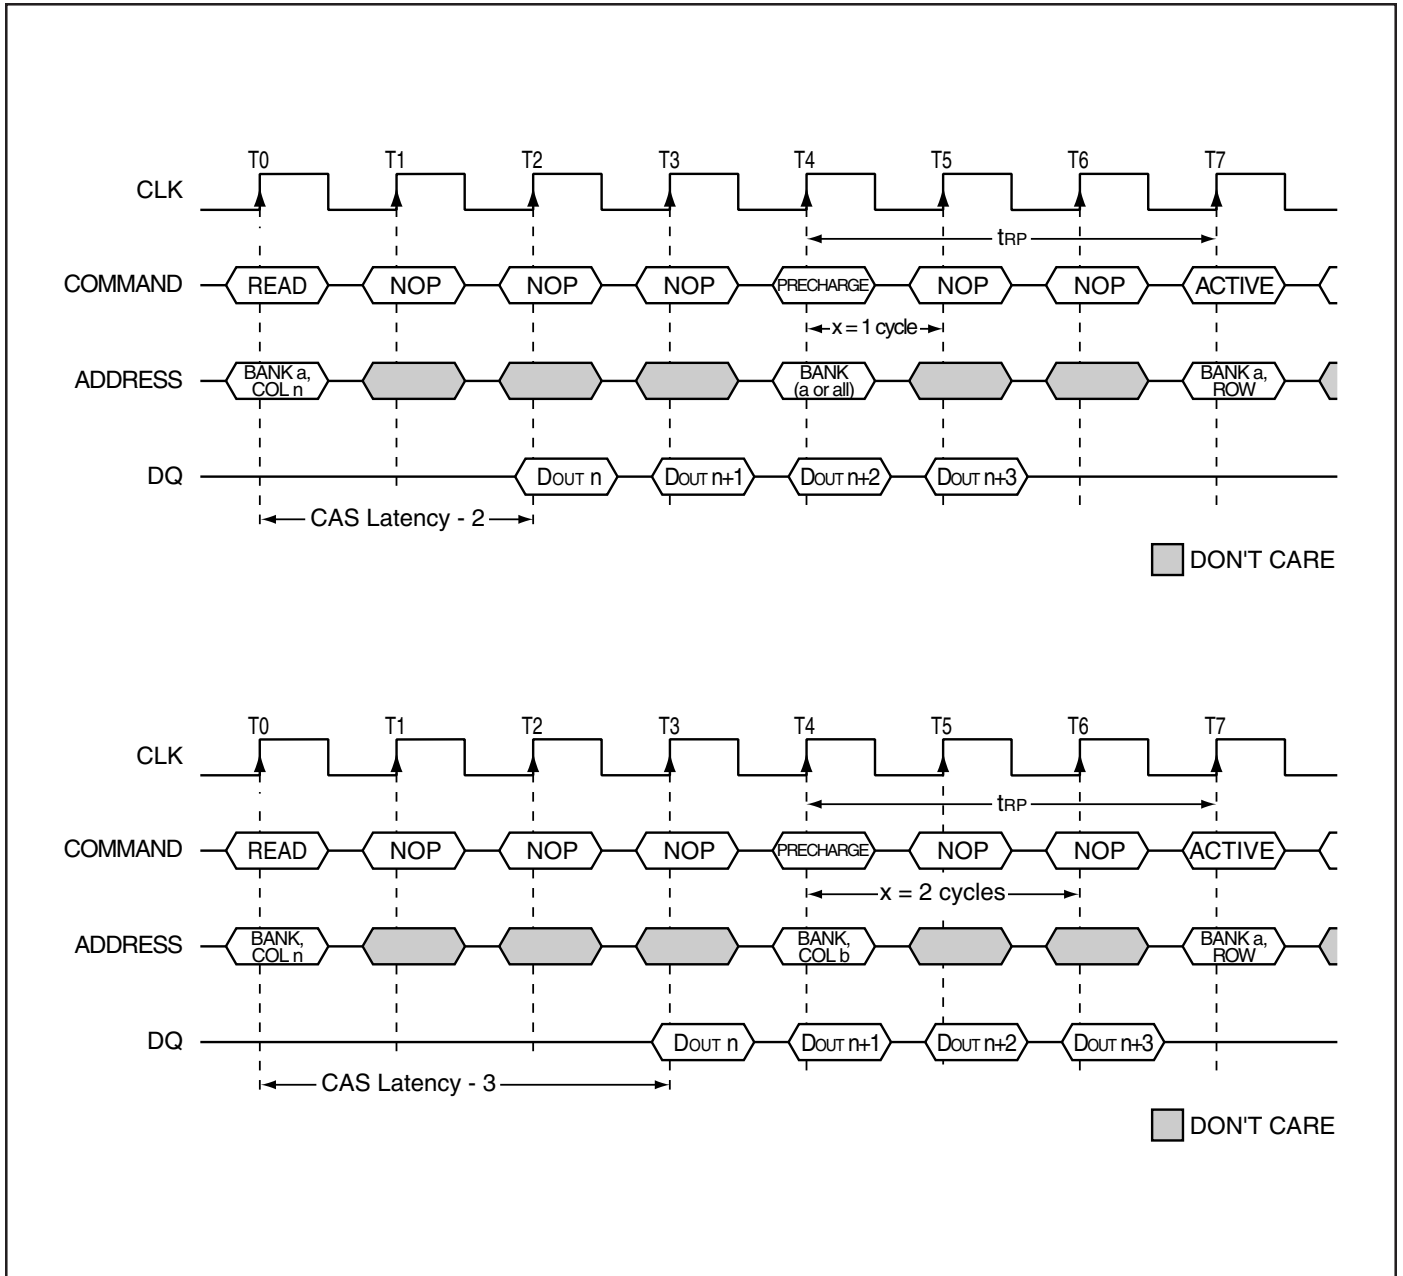 T0 T1 T2 T3 T4 T5 T6 T7
CLK
tRP
COMMAND READ NOP NOP NOP PRECHARGE NOP NOP ACTIVE
x = 1 cycle
ADDRESS BANK a, COL n BANK (a or all) BANK a, ROW
DQ DOUT n DOUT n+1 DOUT n+2 DOUT n+3
CAS Latency - 2
DON'T CARE
T0 T1 T2 T3 T4 T5 T6 T7
CLK
tRP
COMMAND READ NOP NOP NOP PRECHARGE NOP NOP ACTIVE
x = 2 cycles
ADDRESS BANK, COL n BANK, COL b BANK a, ROW
DQ DOUT n DOUT n+1 DOUT n+2 DOUT n+3
CAS Latency - 3
DON'T CARE